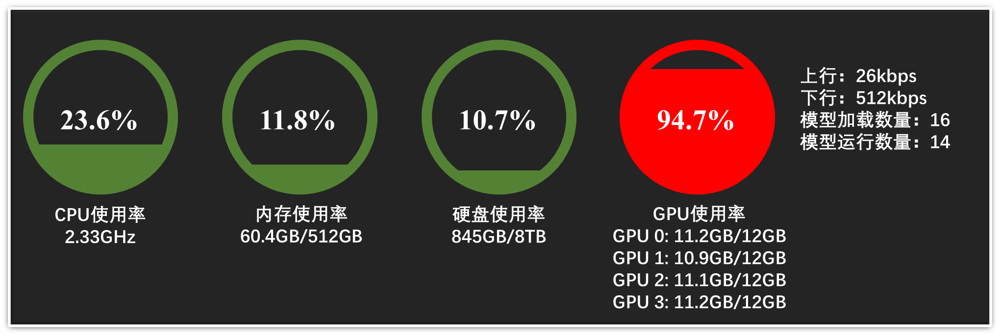 23.6%
CPU使用率
2.33GHz
11.8%
内存使用率
60.4GB/512GB
10.7%
硬盘使用率
845GB/8TB
94.7%
GPU使用率
GPU 0: 11.2GB/12GB
GPU 1: 10.9GB/12GB
GPU 2: 11.1GB/12GB
GPU 3: 11.2GB/12GB
上行：26kbps
下行：512kbps
模型加载数量：16
模型运行数量：14